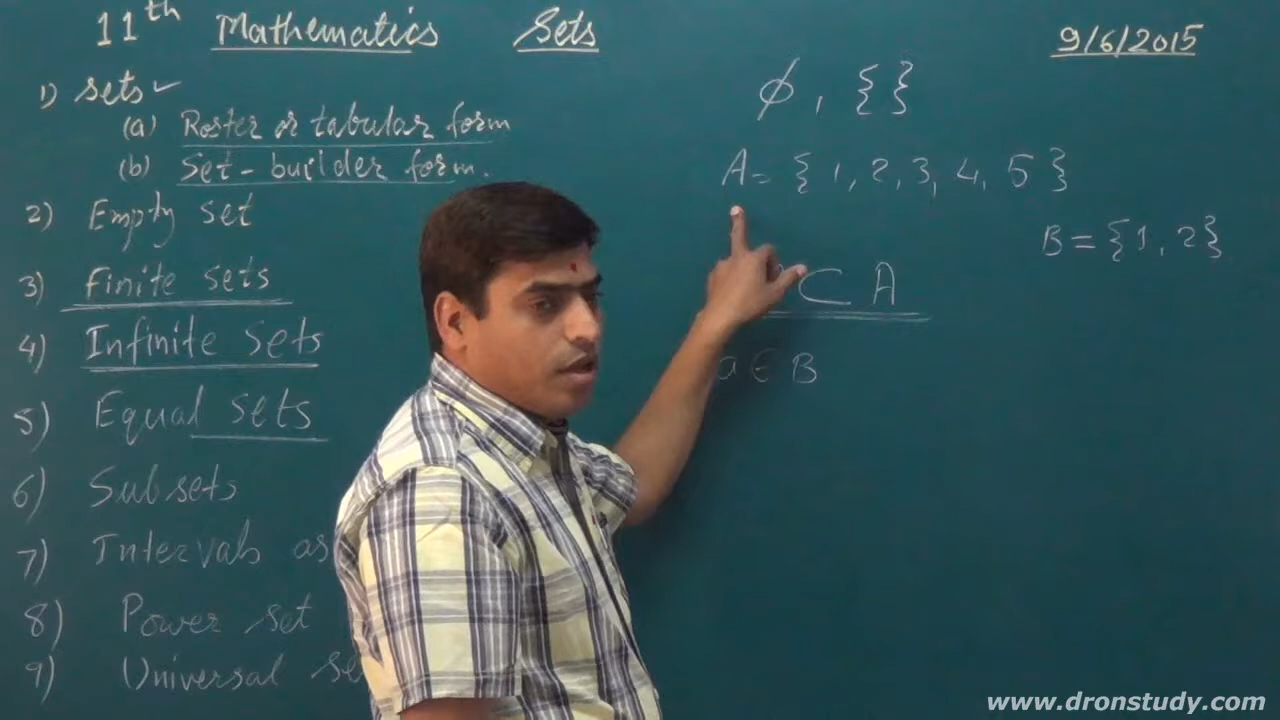 11th Mathematics Sets 9/6/2015
1) Sets ✓
(a) Roster or tabular form
(b) Set-builder form.
2) Empty set
3) finite sets
4) Infinite sets
5) Equal sets
6) Subsets
7) Intervals as
8) Power set
9) Universal se
ϕ, { }
A = { 1, 2, 3, 4, 5 }
B = { 1, 2 }
⊂ A
a ∈ B
www.dronstudy.com